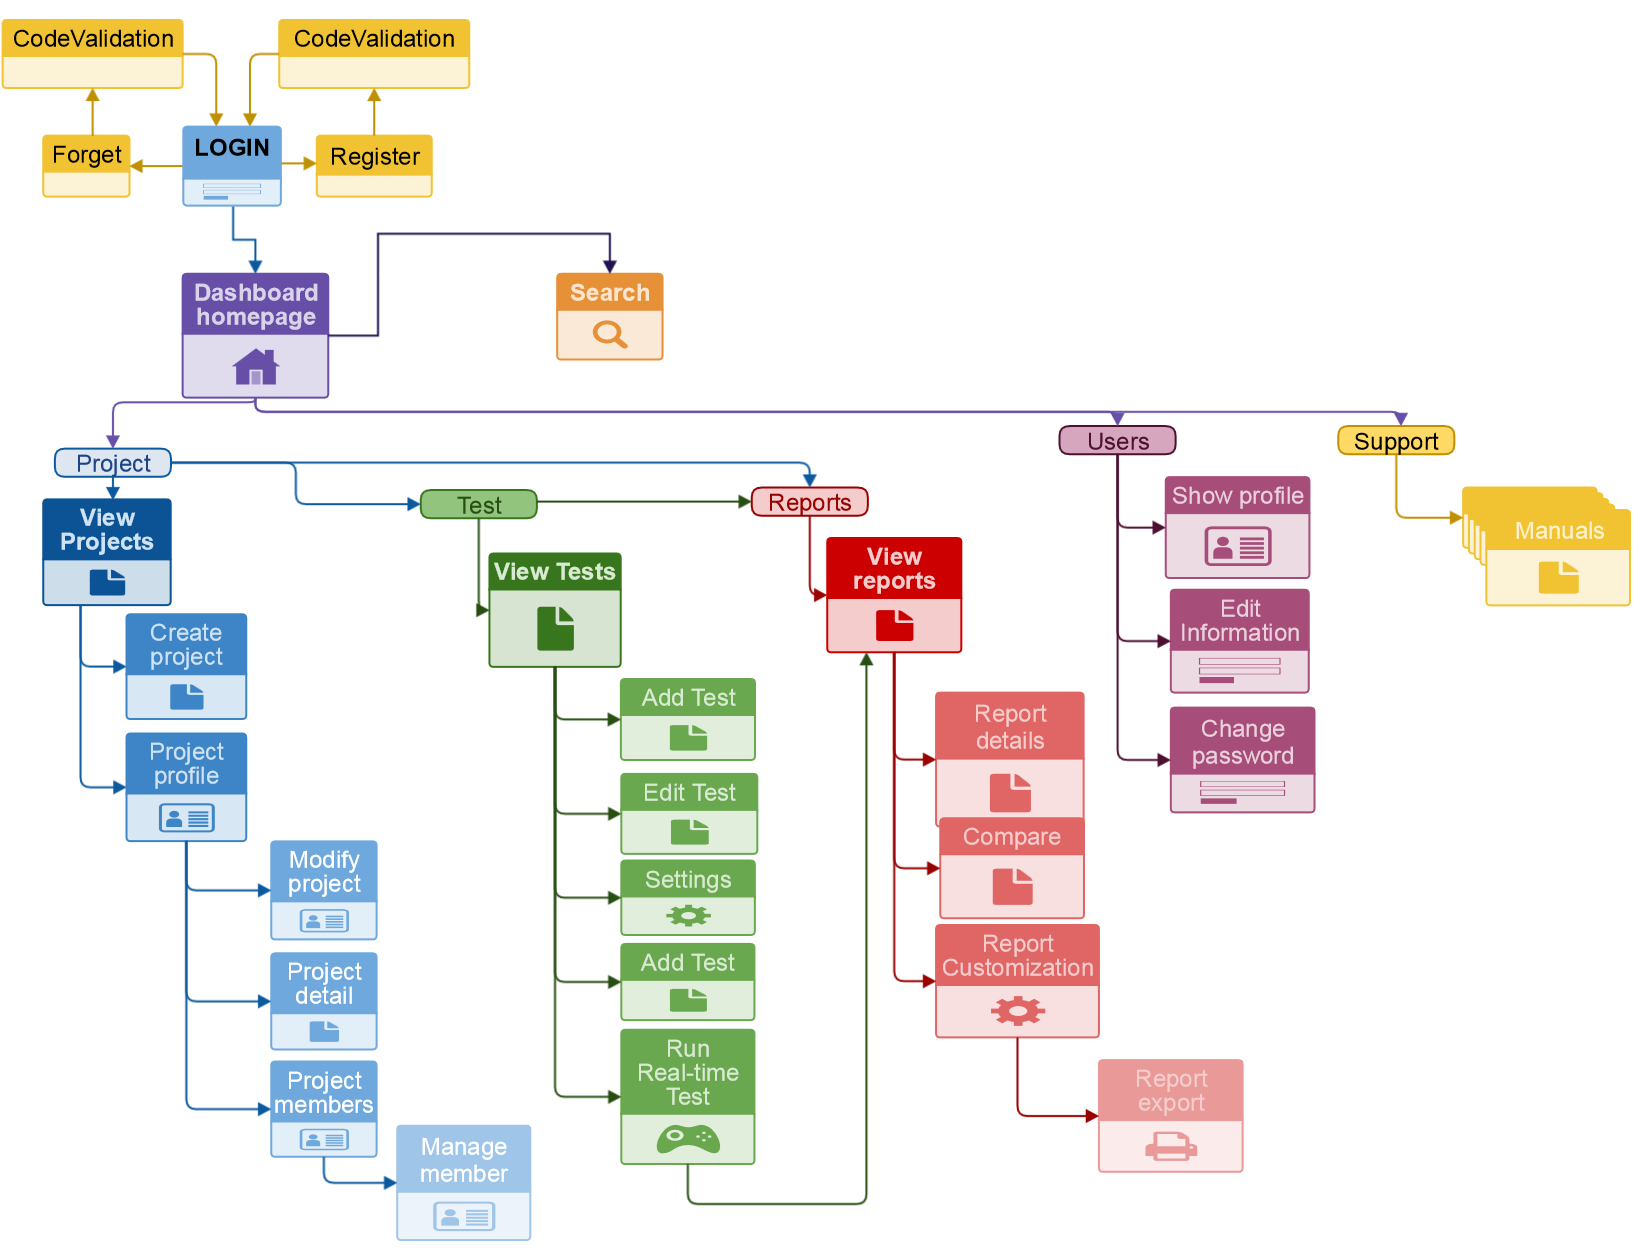 CodeValidation
CodeValidation
Forget
LOGIN
Register
Dashboard
homepage
Search
Project
Users
Support
Test
Reports
View
Projects
View Tests
View
reports
Show profile
Manuals
Create
project
Edit
Information
Project
profile
Add Test
Report
details
Change
password
Edit Test
Compare
Modify
project
Settings
Project
detail
Add Test
Report
Customization
Project
members
Run
Real-time
Test
Report
export
Manage
member